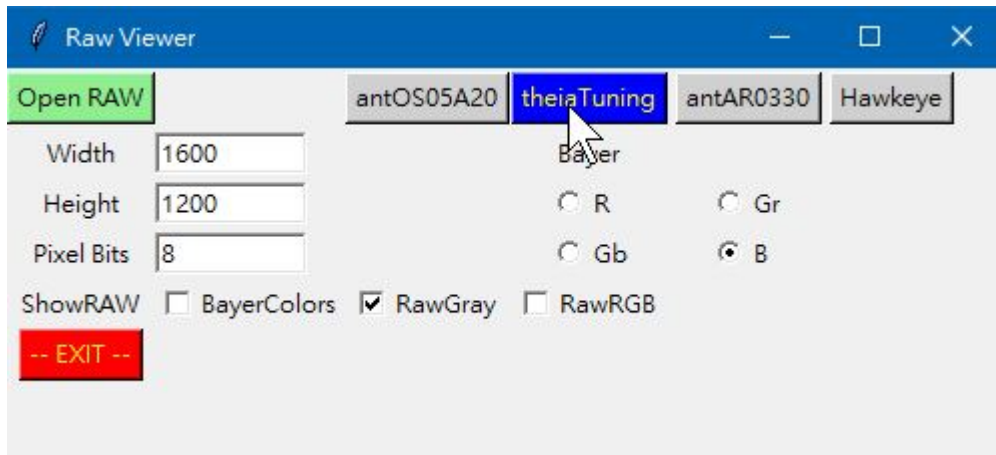 Raw Viewer
Open RAW antOS05A20 theiaTuning antAR0330 Hawkeye
Width 1600 Bayer
Height 1200 R Gr
Pixel Bits 8 Gb B
ShowRAW BayerColors RawGray RawRGB
-- EXIT --